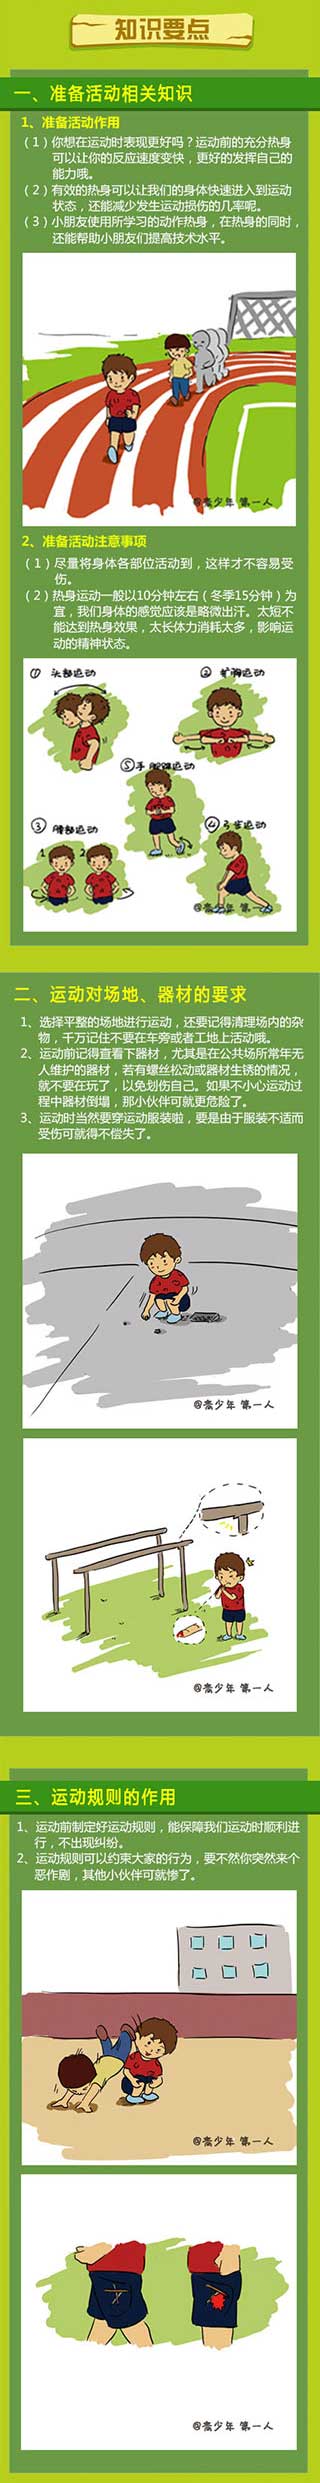 知识要点
一、准备活动相关知识
1、准备活动作用
（1）你想在运动时表现更好吗？运动前的充分热身
可以让你的反应速度变快，更好的发挥自己的
能力哦。
（2）有效的热身可以让我们的身体快速进入到运动
状态，还能减少发生运动损伤的几率呢。
（3）小朋友使用所学习的动作热身，在热身的同时，
还能帮助小朋友们提高技术水平。
@青少年 第一人
2、准备活动注意事项
（1）尽量将身体各部位活动到，这样才不容易受
伤。
（2）热身运动一般以10分钟左右（冬季15分钟）为
宜，我们身体的感觉应该是略微出汗。太短不
能达到热身效果，太长体力消耗太多，影响运
动的精神状态。
① 头部运动
② 扩胸运动
⑤手腕踝运动
③ 腰部运动
④ 弓步运动
1 2
@青少年 第一人
二、运动对场地、器材的要求
1、选择平整的场地进行运动，还要记得清理场内的杂
物，千万记住不要在车旁或者工地上活动哦。
2、运动前记得查看下器材，尤其是在公共场所常年无
人维护的器材，若有螺丝松动或器材生锈的情况，
就不要在玩了，以免划伤自己。如果不小心运动过
程中器材倒塌，那小伙伴可就更危险了。
3、运动时当然要穿运动服装啦，要是由于服装不适而
受伤可就得不偿失了。
@青少年 第一人
@青少年 第一人
三、运动规则的作用
1、运动前制定好运动规则，能保障我们运动时顺利进
行，不出现纠纷。
2、运动规则可以约束大家的行为，要不然你突然来个
恶作剧，其他小伙伴可就惨了。
@青少年 第一人
@青少年 第一人